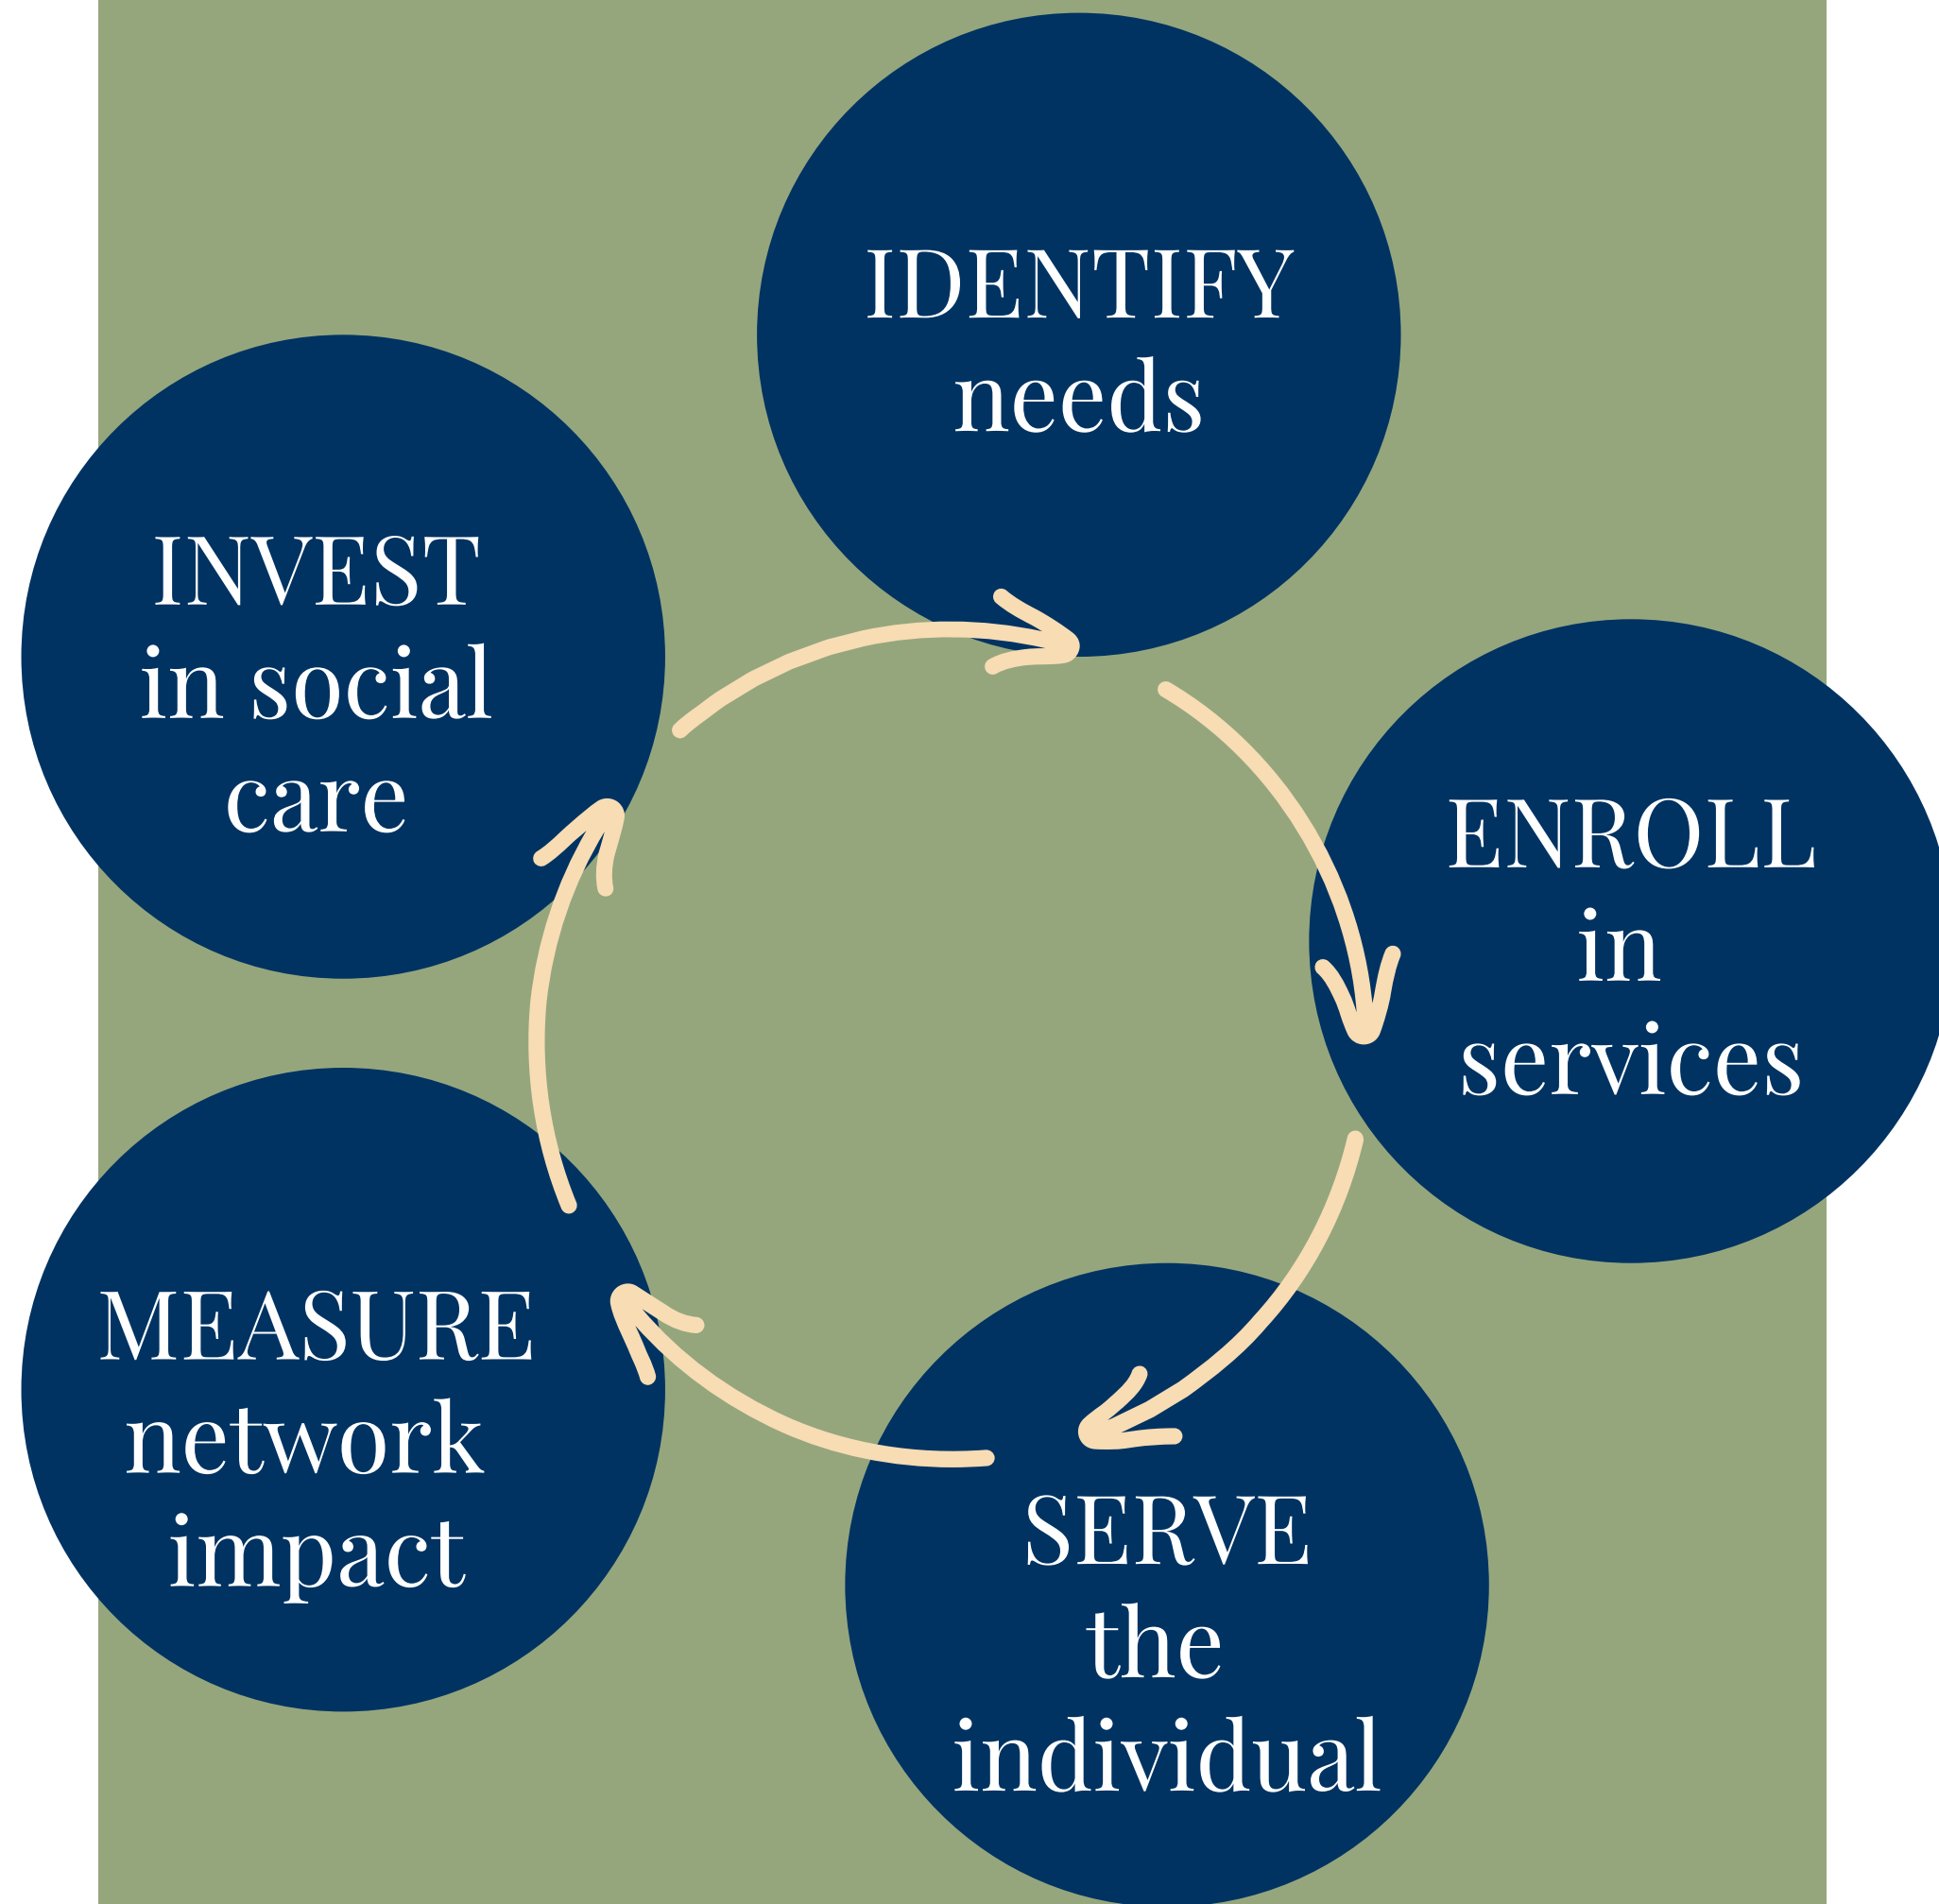 IDENTIFY
needs
ENROLL
in
services
SERVE
the
individual
MEASURE
network
impact
INVEST
in social
care